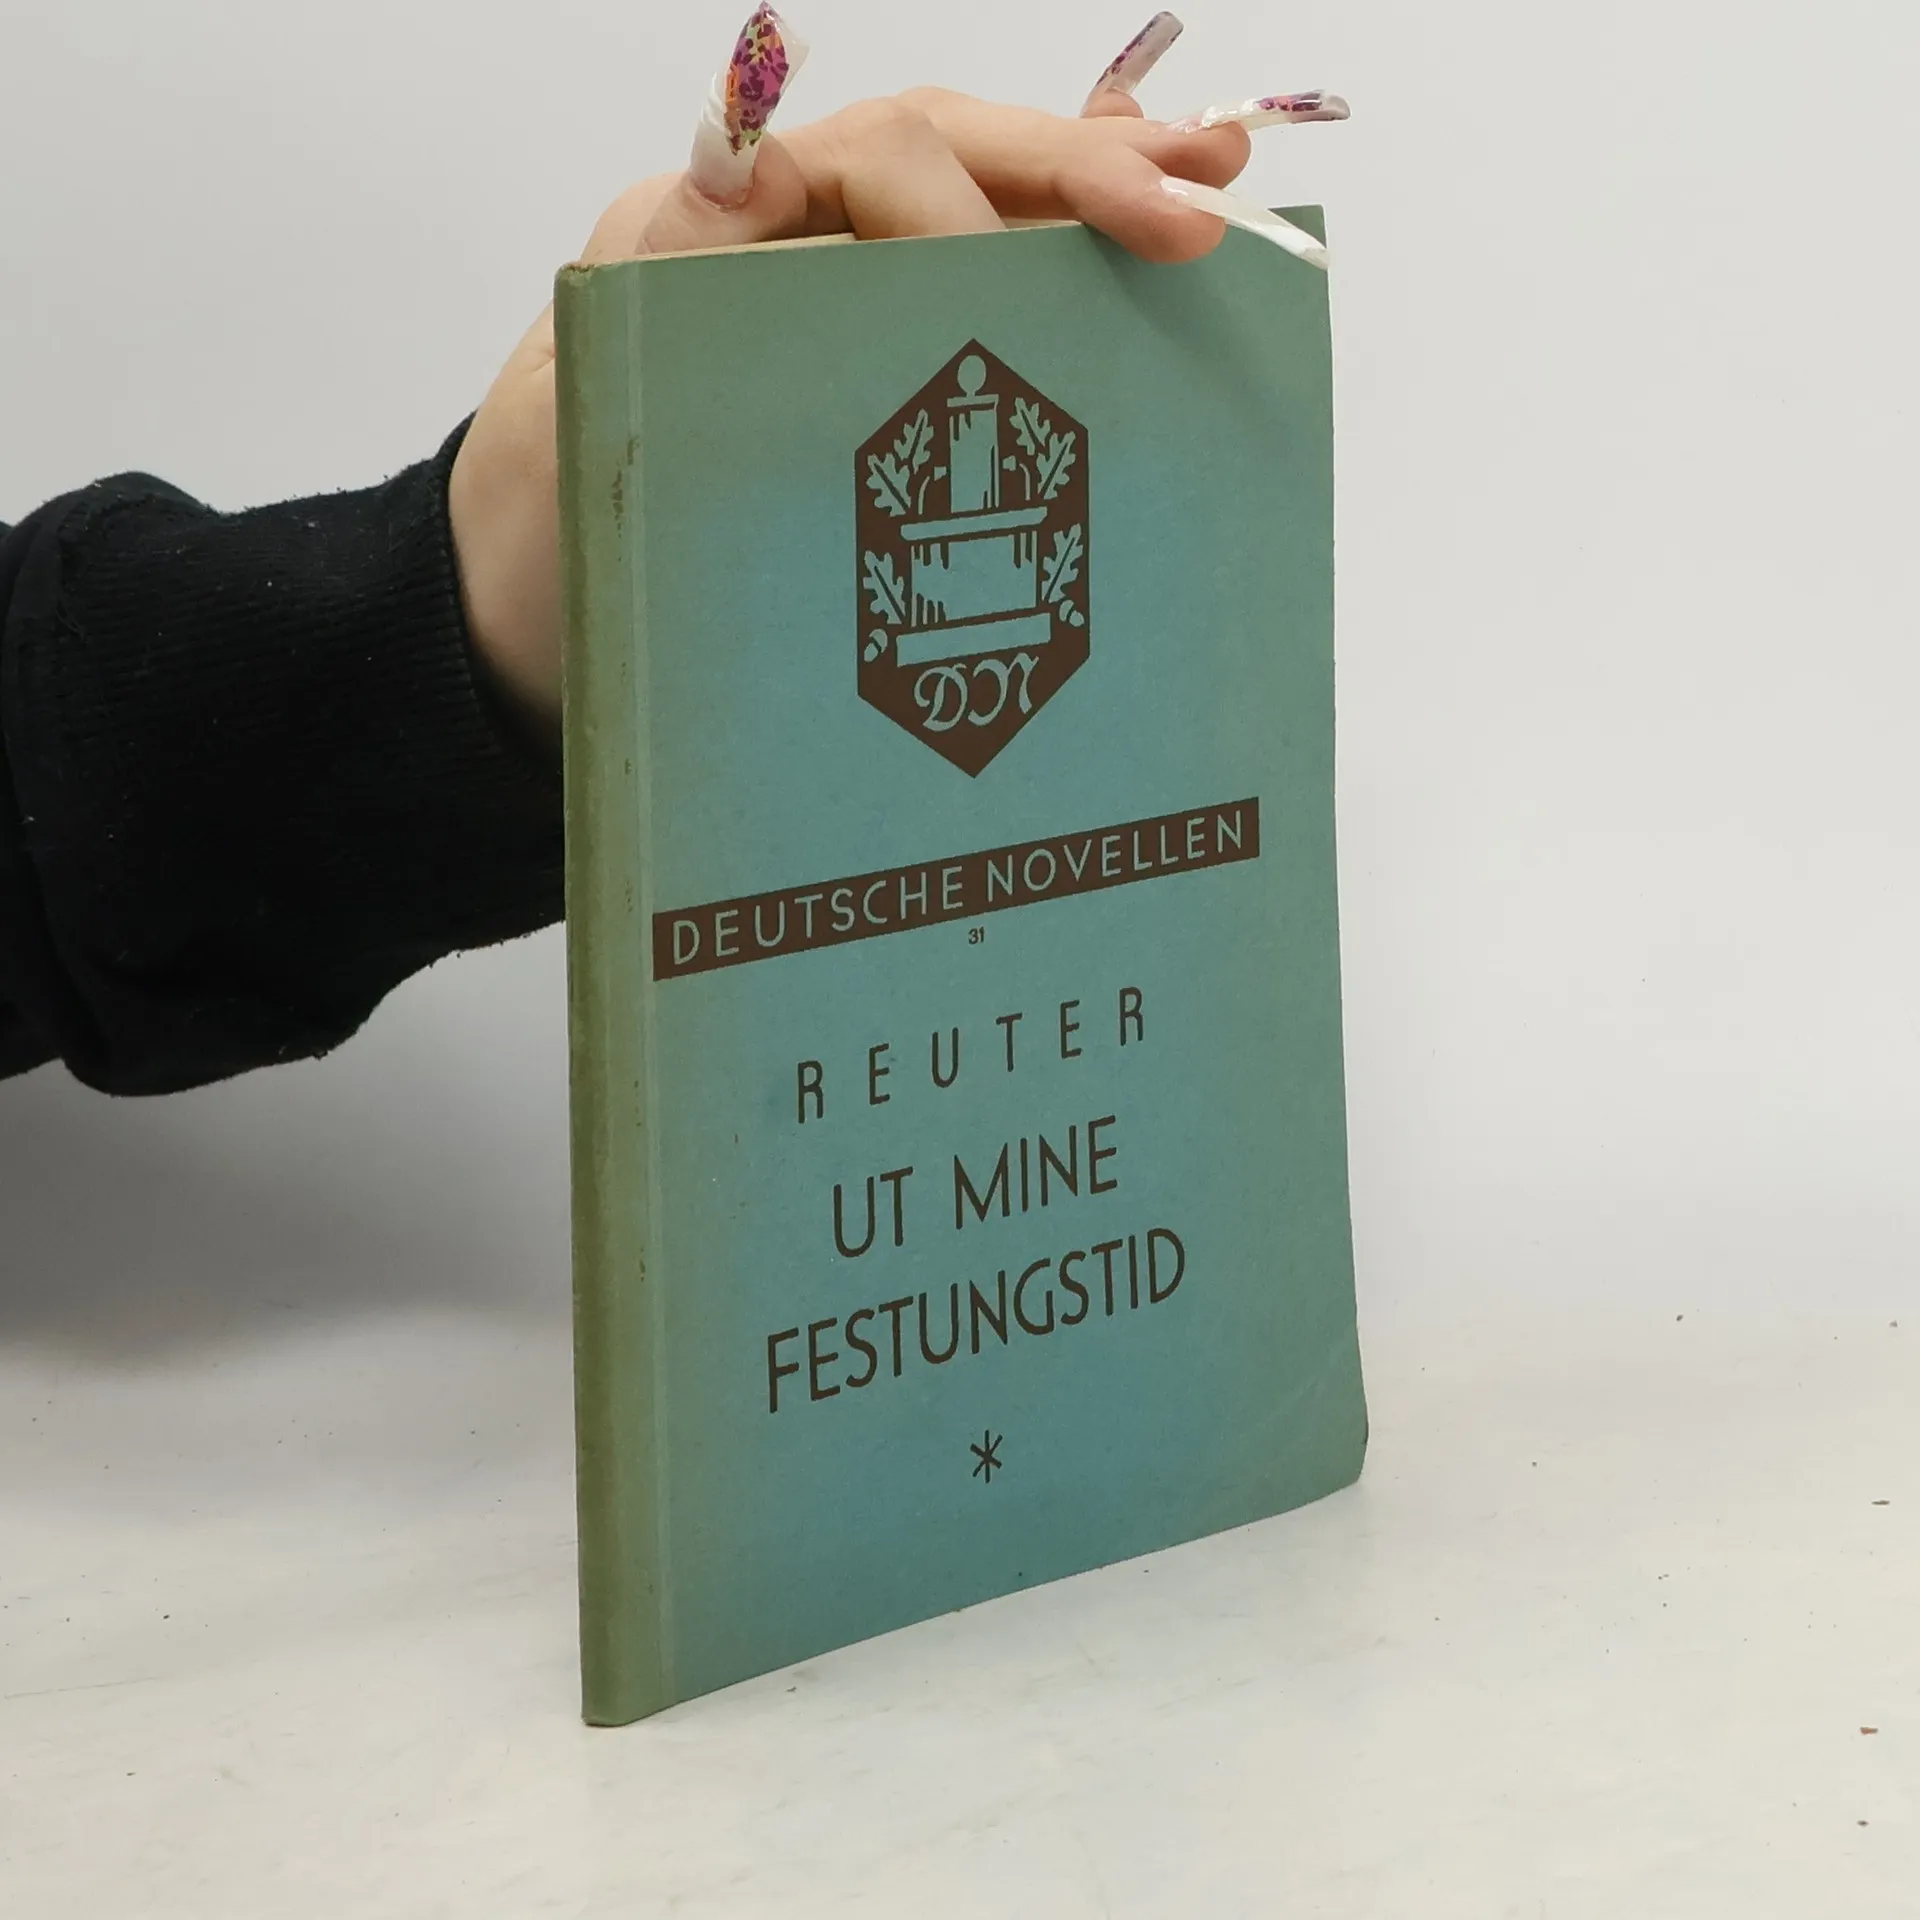 DN
DEUTSCHE NOVELLEN
31
REUTER
UT MINE
FESTUNGSTID
*